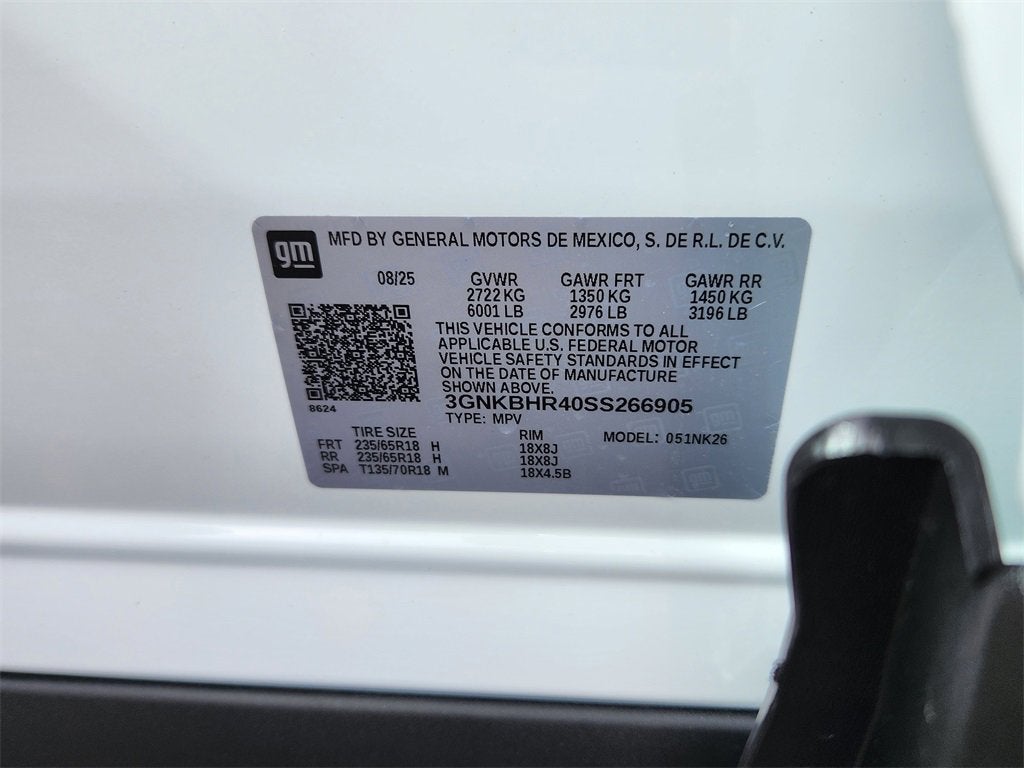 gm
MFD BY GENERAL MOTORS DE MEXICO, S. DE R.L. DE C.V.
08/25 GVWR GAWR FRT GAWR RR
2722 KG 1350 KG 1450 KG
6001 LB 2976 LB 3196 LB
THIS VEHICLE CONFORMS TO ALL
APPLICABLE U.S. FEDERAL MOTOR
VEHICLE SAFETY STANDARDS IN EFFECT
ON THE DATE OF MANUFACTURE
SHOWN ABOVE.
3GNKBHR40SS266905
8624
TYPE: MPV
TIRE SIZE RIM MODEL: 051NK26
FRT 235/65R18 H 18X8J
RR 235/65R18 H 18X8J
SPA T135/70R18 M 18X4.5B